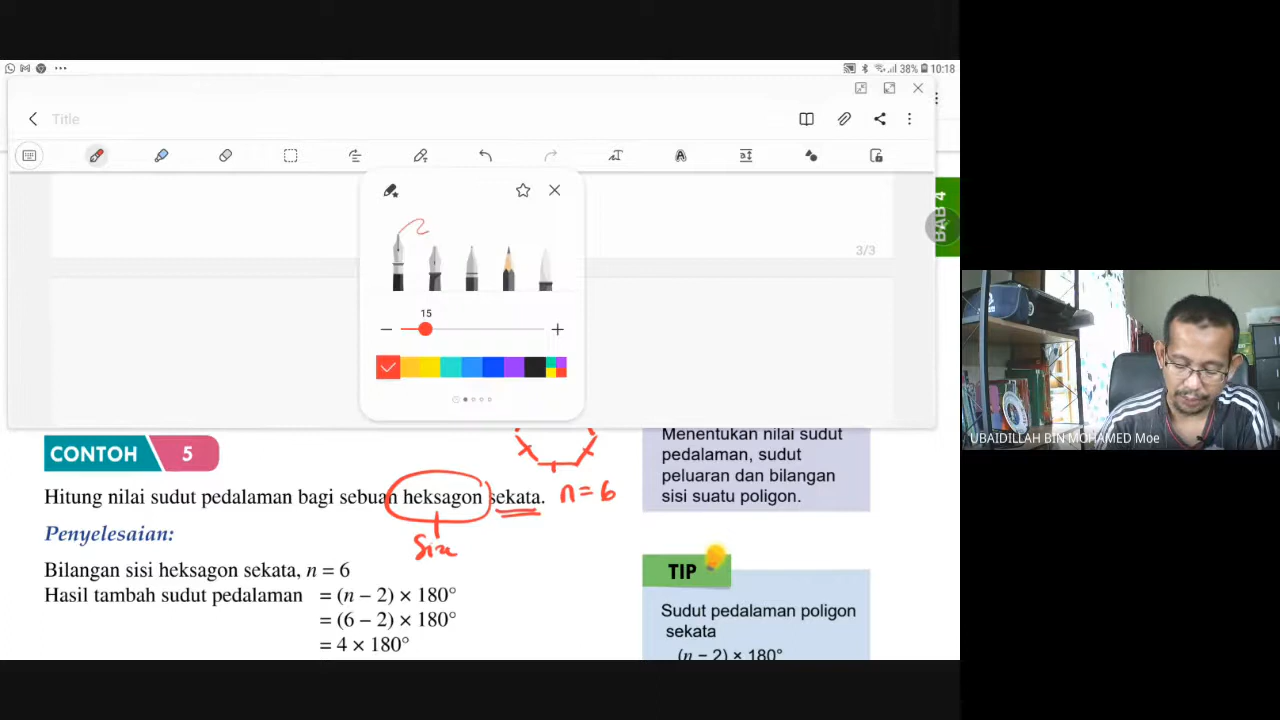 38% 10:18
Title
3/3
15
BAB 4
CONTOH 5
Hitung nilai sudut pedalaman bagi sebuah heksagon sekata. n = 6
Six
Penyelesaian:
Bilangan sisi heksagon sekata, n = 6
Hasil tambah sudut pedalaman = (n − 2) × 180°
= (6 − 2) × 180°
= 4 × 180°
Menentukan nilai sudut
pedalaman, sudut
peluaran dan bilangan
sisi suatu poligon.
TIP
Sudut pedalaman poligon
sekata
(n − 2) × 180°
UBAIDILLAH BIN MOHAMED Moe